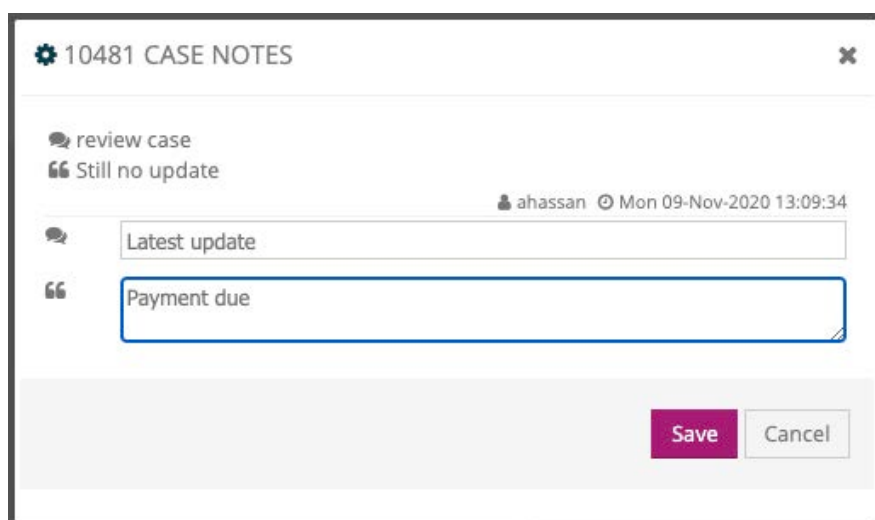 10481 CASE NOTES
review case
Still no update
ahassan Mon 09-Nov-2020 13:09:34
Latest update
Payment due
Save Cancel